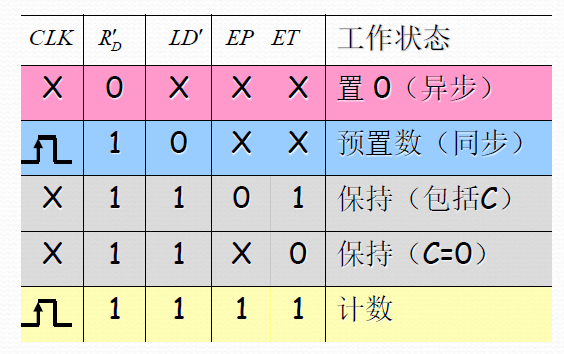 CLK R'_D LD' EP ET 工作状态
X 0 X X X 置 0（异步）
1 0 X X 预置数（同步）
X 1 1 0 1 保持（包括C）
X 1 1 X 0 保持（C=0）
1 1 1 1 计数